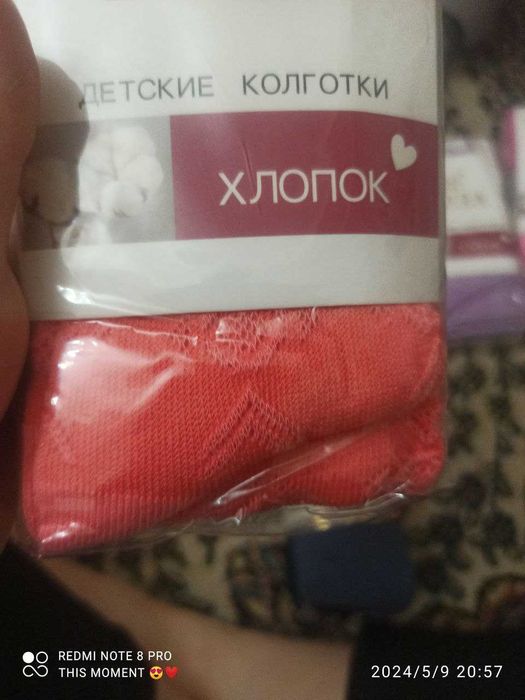 ДЕТСКИЕ КОЛГОТКИ
ХЛОПОК
REDMI NOTE 8 PRO
THIS MOMENT 😍❤️
2024/5/9 20:57